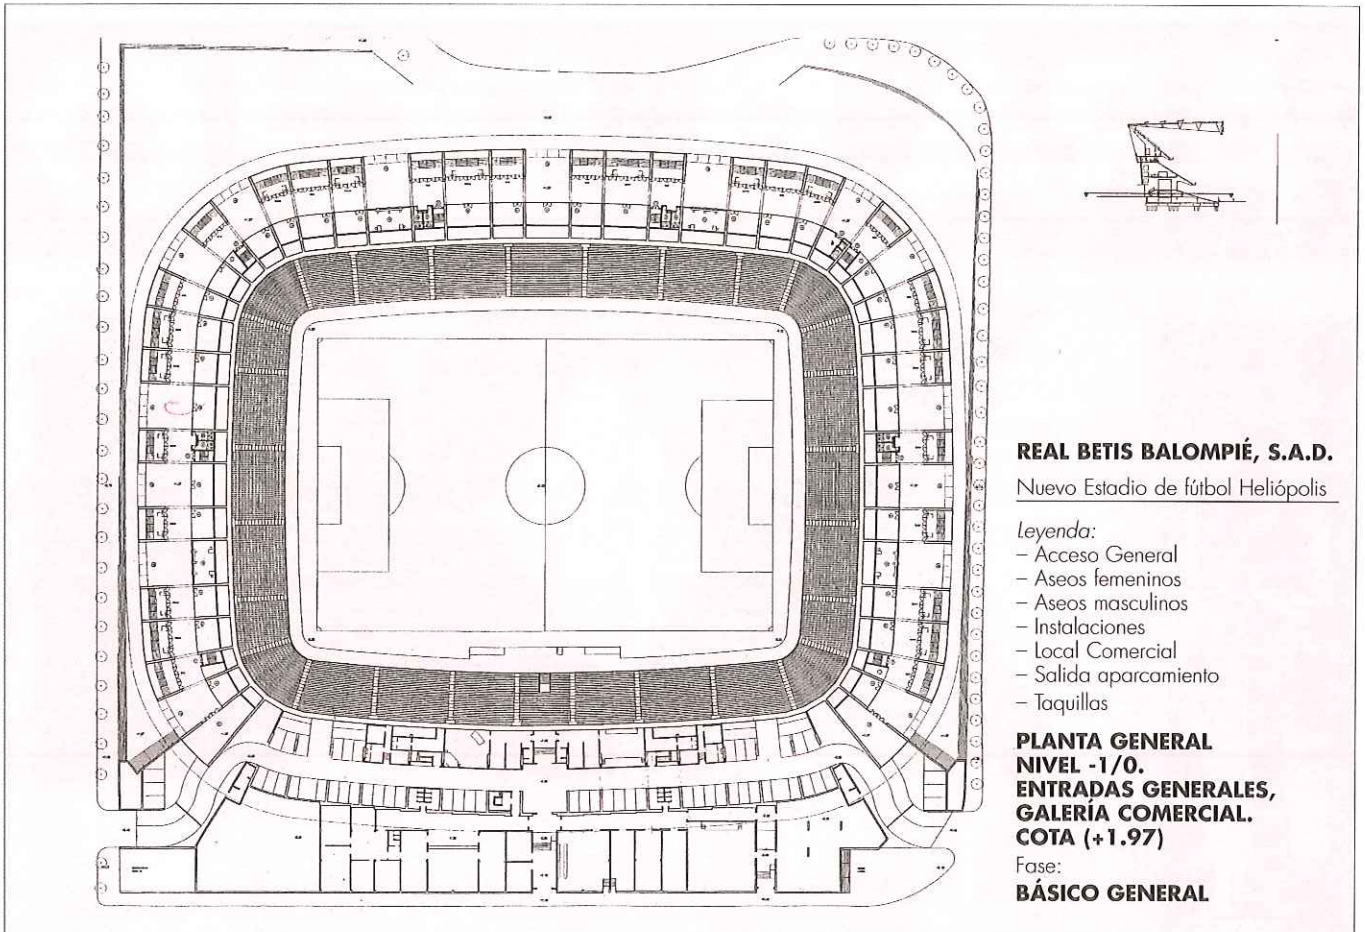 REAL BETIS BALOMPIÉ, S.A.D.
Nuevo Estadio de fútbol Heliópolis
Leyenda:
– Acceso General
– Aseos femeninos
– Aseos masculinos
– Instalaciones
– Local Comercial
– Salida aparcamiento
– Taquillas
PLANTA GENERAL
NIVEL -1/0.
ENTRADAS GENERALES,
GALERÍA COMERCIAL.
COTA (+1.97)
Fase:
BÁSICO GENERAL